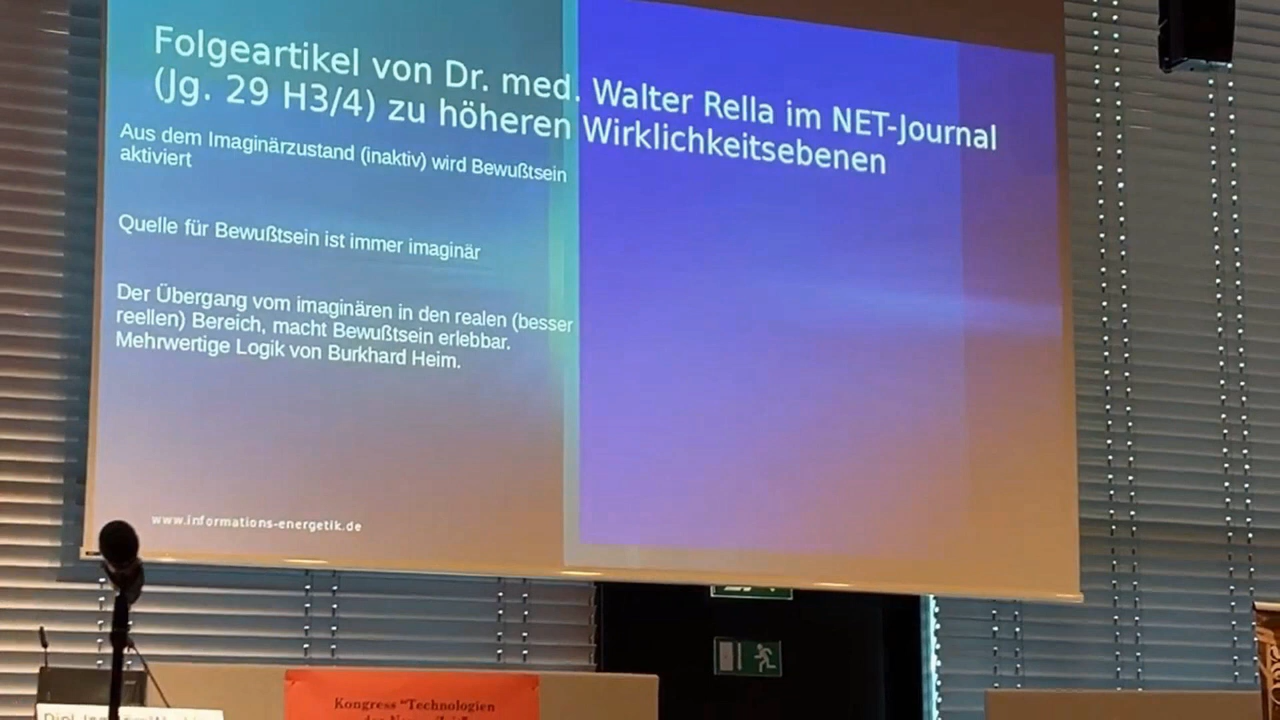 Folgeartikel von Dr. med. Walter Rella im NET-Journal
(Jg. 29 H3/4) zu höheren Wirklichkeitsebenen
Aus dem Imaginärzustand (inaktiv) wird Bewußtsein
aktiviert
Quelle für Bewußtsein ist immer imaginär
Der Übergang vom imaginären in den realen (besser
reellen) Bereich, macht Bewußtsein erlebbar.
Mehrwertige Logik von Burkhard Heim.
www.informations-energetik.de
Kongress "Technologien